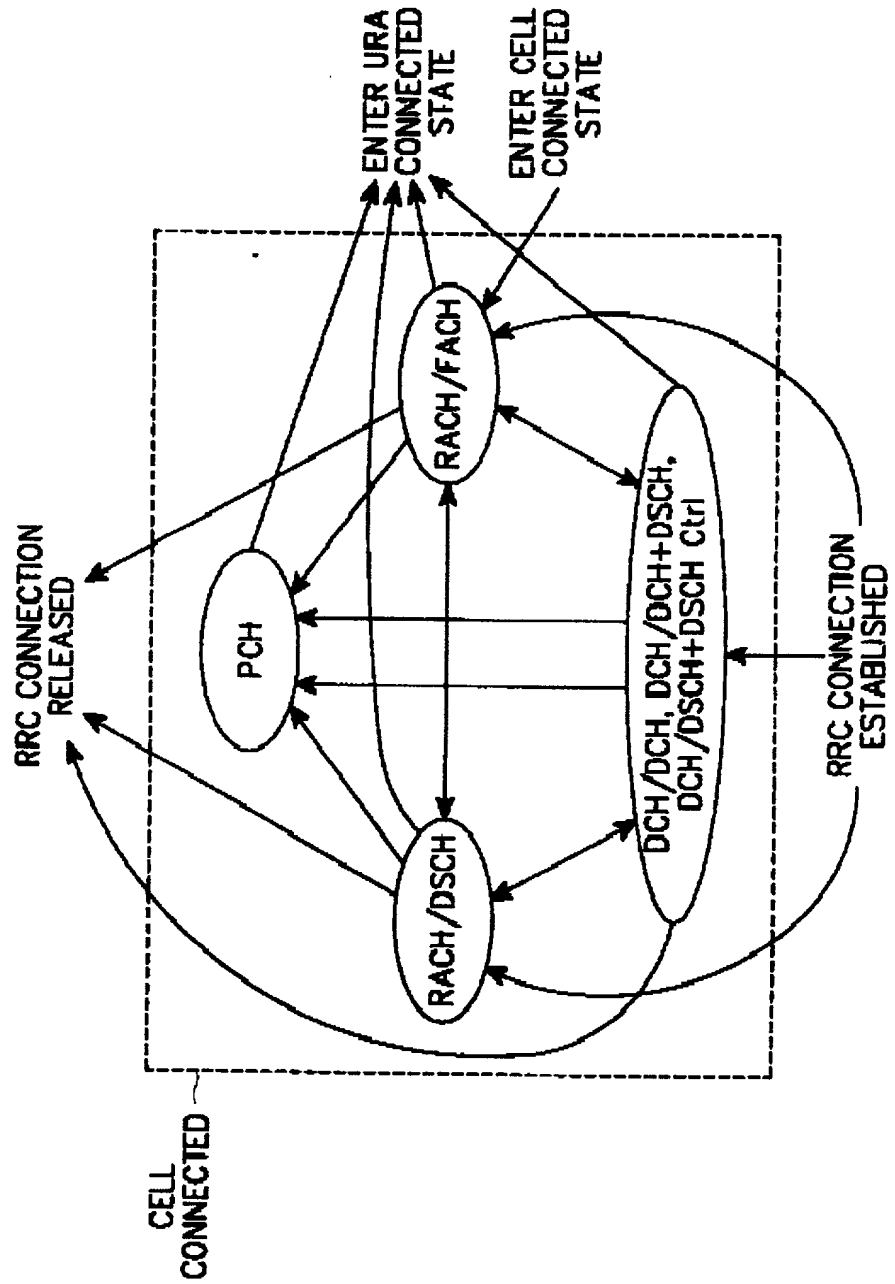 RRC CONNECTION
RELEASED
CELL
CONNECTED
PCH
ENTER URA
CONNECTED
STATE
RACH/DSCH
RACH/FACH
ENTER CELL
CONNECTED
STATE
DCH/DCH, DCH/DCH+DSCH,
DCH/DSCH+DSCH Ctrl
RRC CONNECTION
ESTABLISHED